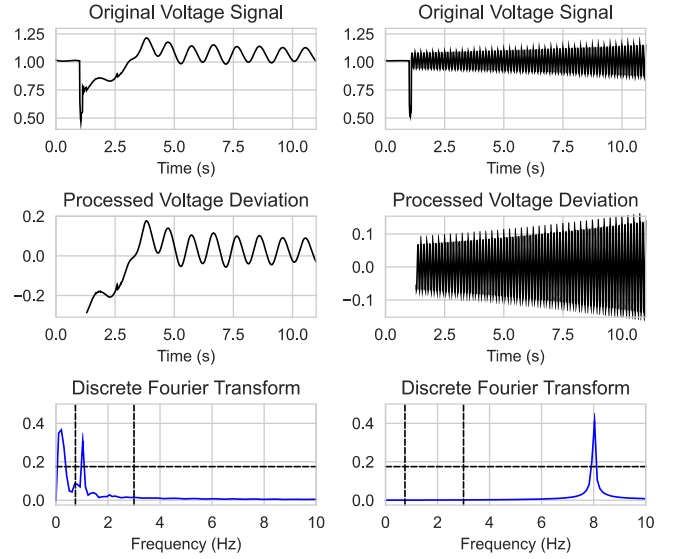 Original Voltage Signal
1.25
1.00
0.75
0.50
0.0 2.5 5.0 7.5 10.0
Time (s)
Original Voltage Signal
1.25
1.00
0.75
0.50
0.0 2.5 5.0 7.5 10.0
Time (s)
Processed Voltage Deviation
0.2
0.0
−0.2
0.0 2.5 5.0 7.5 10.0
Time (s)
Processed Voltage Deviation
0.1
0.0
−0.1
0.0 2.5 5.0 7.5 10.0
Time (s)
Discrete Fourier Transform
0.4
0.2
0.0
0 2 4 6 8 10
Frequency (Hz)
Discrete Fourier Transform
0.4
0.2
0.0
0 2 4 6 8 10
Frequency (Hz)